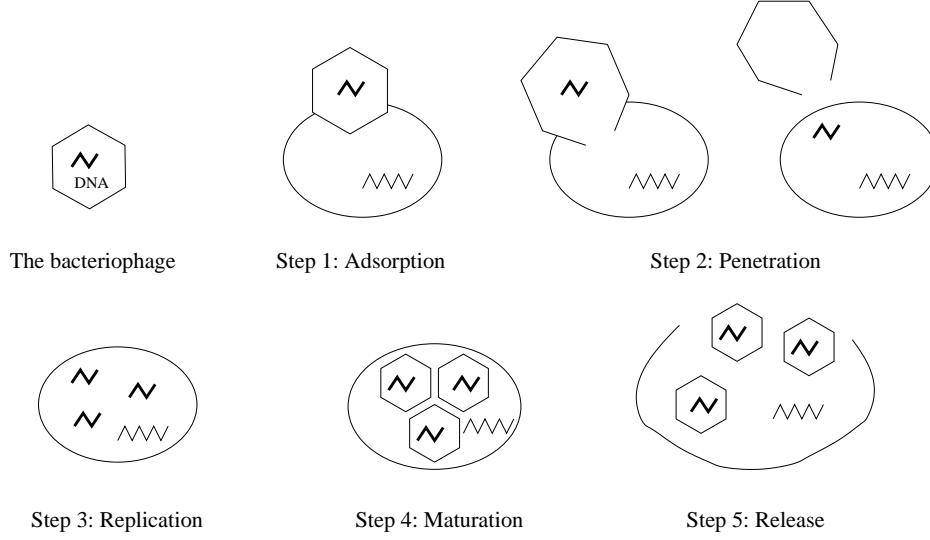 DNA
The bacteriophage
Step 1: Adsorption
Step 2: Penetration
Step 3: Replication
Step 4: Maturation
Step 5: Release